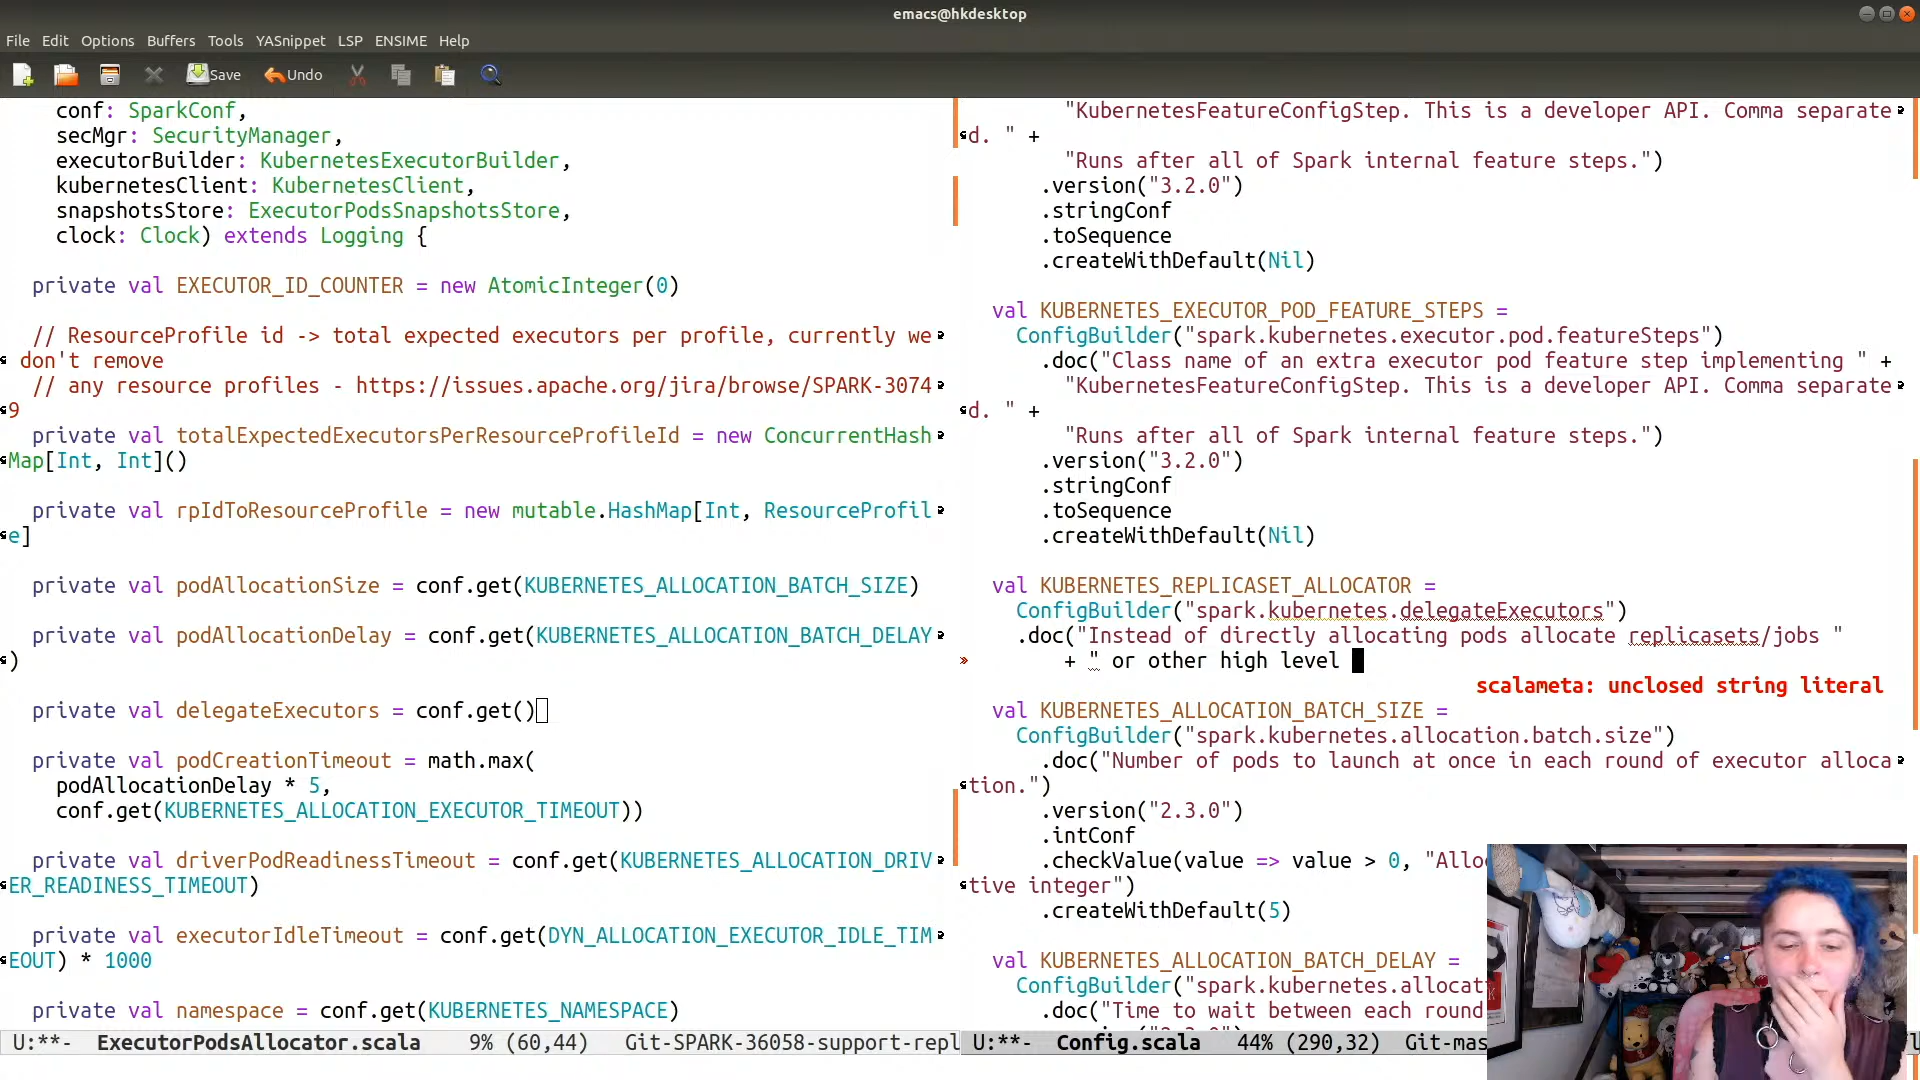 emacs@hkdesktop
File Edit Options Buffers Tools YASnippet LSP ENSIME Help
Save Undo
conf: SparkConf,
secMgr: SecurityManager,
executorBuilder: KubernetesExecutorBuilder,
kubernetesClient: KubernetesClient,
snapshotsStore: ExecutorPodsSnapshotsStore,
clock: Clock) extends Logging {
private val EXECUTOR_ID_COUNTER = new AtomicInteger(0)
// ResourceProfile id -> total expected executors per profile, currently we
don't remove
// any resource profiles - https://issues.apache.org/jira/browse/SPARK-3074
9
private val totalExpectedExecutorsPerResourceProfileId = new ConcurrentHash
Map[Int, Int]()
private val rpIdToResourceProfile = new mutable.HashMap[Int, ResourceProfil
e]
private val podAllocationSize = conf.get(KUBERNETES_ALLOCATION_BATCH_SIZE)
private val podAllocationDelay = conf.get(KUBERNETES_ALLOCATION_BATCH_DELAY
)
private val delegateExecutors = conf.get()
private val podCreationTimeout = math.max(
podAllocationDelay * 5,
conf.get(KUBERNETES_ALLOCATION_EXECUTOR_TIMEOUT))
private val driverPodReadinessTimeout = conf.get(KUBERNETES_ALLOCATION_DRIV
ER_READINESS_TIMEOUT)
private val executorIdleTimeout = conf.get(DYN_ALLOCATION_EXECUTOR_IDLE_TIM
EOUT) * 1000
private val namespace = conf.get(KUBERNETES_NAMESPACE)
U:**- ExecutorPodsAllocator.scala 9% (60,44) Git-SPARK-36058-support-repl
"KubernetesFeatureConfigStep. This is a developer API. Comma separate
d. " +
"Runs after all of Spark internal feature steps.")
.version("3.2.0")
.stringConf
.toSequence
.createWithDefault(Nil)
val KUBERNETES_EXECUTOR_POD_FEATURE_STEPS =
ConfigBuilder("spark.kubernetes.executor.pod.featureSteps")
.doc("Class name of an extra executor pod feature step implementing " +
"KubernetesFeatureConfigStep. This is a developer API. Comma separate
d. " +
"Runs after all of Spark internal feature steps.")
.version("3.2.0")
.stringConf
.toSequence
.createWithDefault(Nil)
val KUBERNETES_REPLICASET_ALLOCATOR =
ConfigBuilder("spark.kubernetes.delegateExecutors")
.doc("Instead of directly allocating pods allocate replicasets/jobs "
+ " or other high level
scalameta: unclosed string literal
val KUBERNETES_ALLOCATION_BATCH_SIZE =
ConfigBuilder("spark.kubernetes.allocation.batch.size")
.doc("Number of pods to launch at once in each round of executor alloca
tion.")
.version("2.3.0")
.intConf
.checkValue(value => value > 0, "Allo
tive integer")
.createWithDefault(5)
val KUBERNETES_ALLOCATION_BATCH_DELAY =
ConfigBuilder("spark.kubernetes.allocat
.doc("Time to wait between each round
U:**- Config.scala 44% (290,32) Git-mas